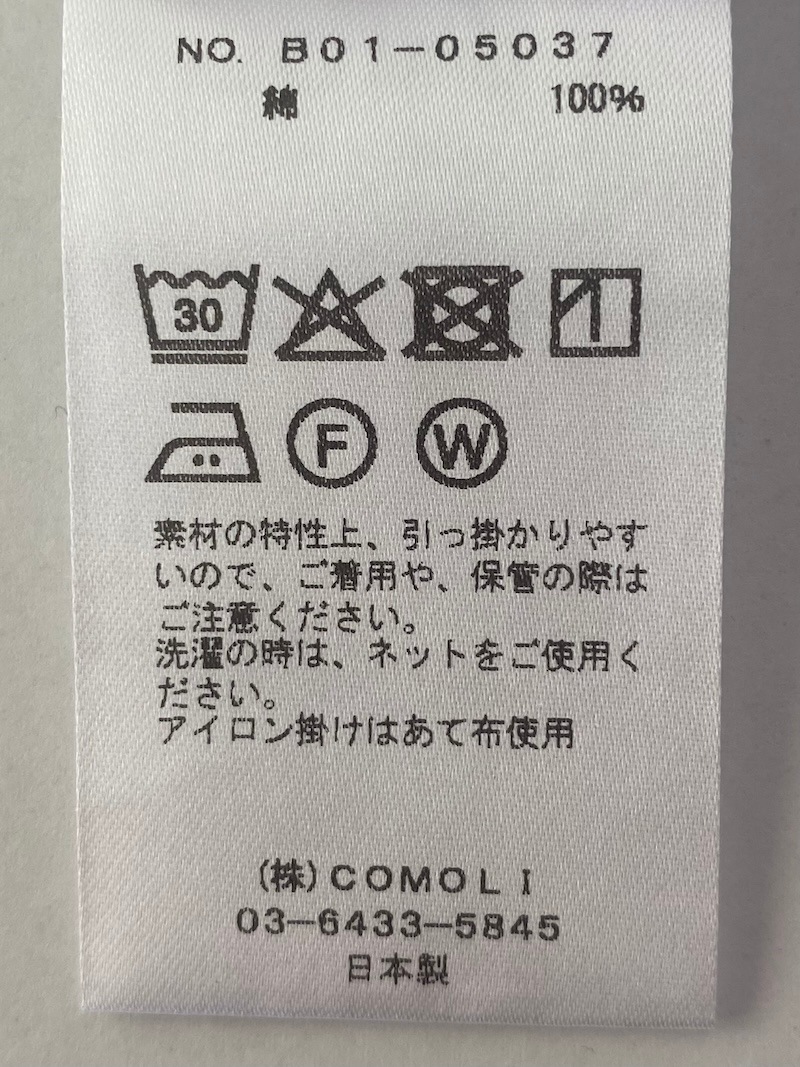 NO. B01-05037
綿 100%
30
F W
素材の特性上、引っ掛かりやす
いので、ご着用や、保管の際は
ご注意ください。
洗濯の時は、ネットをご使用く
ださい。
アイロン掛けはあて布使用
(株)COMOLI
03-6433-5845
日本製